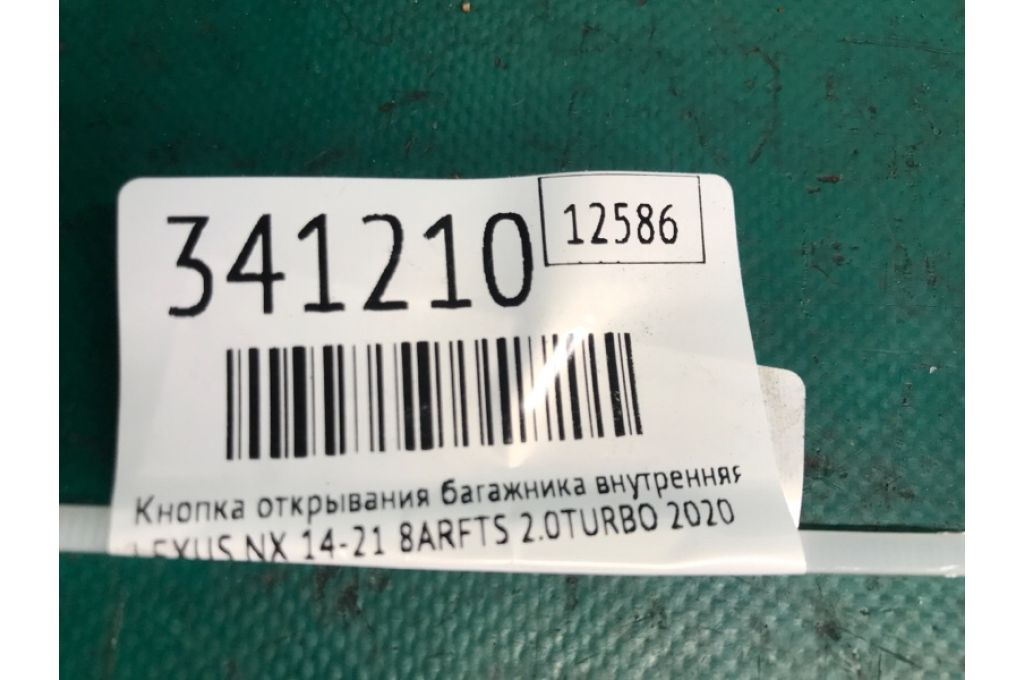 341210
12586
Кнопка открывания багажника внутренняя
LEXUS NX 14-21 8ARFTS 2.0TURBO 2020